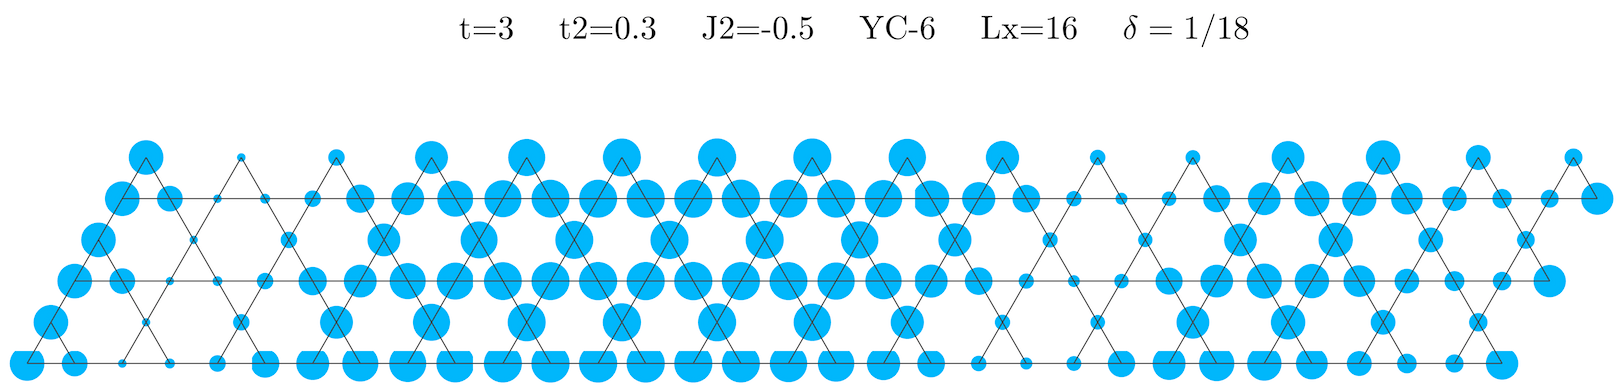 t=3 t2=0.3 J2=-0.5 YC-6 Lx=16 δ = 1/18